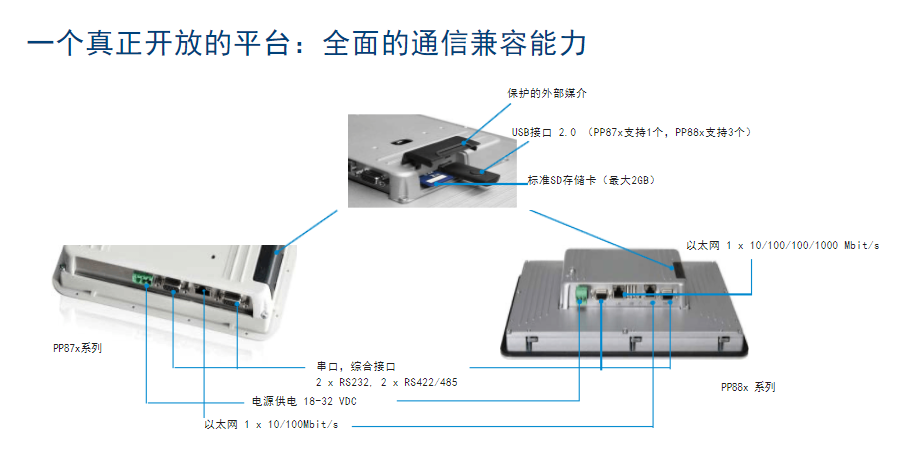 一个真正开放的平台：全面的通信兼容能力
保护的外部媒介
USB接口 2.0 （PP87x支持1个，PP88x支持3个）
标准SD存储卡（最大2GB）
以太网 1 x 10/100/100/1000 Mbit/s
PP87x系列
串口，综合接口
2 x RS232, 2 x RS422/485
PP88x 系列
电源供电 18-32 VDC
以太网 1 x 10/100Mbit/s